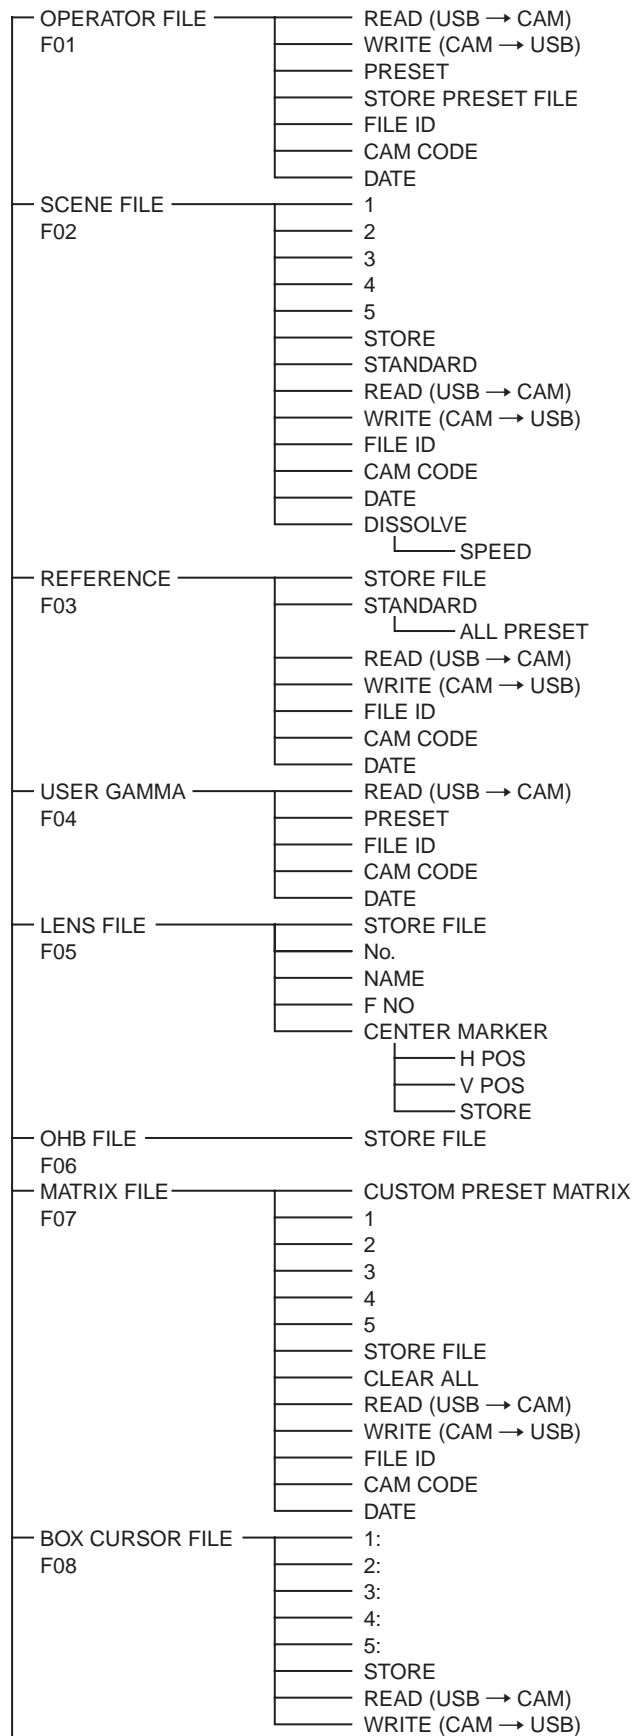 OPERATOR FILE READ (USB → CAM)
F01 WRITE (CAM → USB)
PRESET
STORE PRESET FILE
FILE ID
CAM CODE
DATE
SCENE FILE 1
F02 2
3
4
5
STORE
STANDARD
READ (USB → CAM)
WRITE (CAM → USB)
FILE ID
CAM CODE
DATE
DISSOLVE
SPEED
REFERENCE STORE FILE
F03 STANDARD
ALL PRESET
READ (USB → CAM)
WRITE (CAM → USB)
FILE ID
CAM CODE
DATE
USER GAMMA READ (USB → CAM)
F04 PRESET
FILE ID
CAM CODE
DATE
LENS FILE STORE FILE
F05 No.
NAME
F NO
CENTER MARKER
H POS
V POS
STORE
OHB FILE STORE FILE
F06
MATRIX FILE CUSTOM PRESET MATRIX
F07 1
2
3
4
5
STORE FILE
CLEAR ALL
READ (USB → CAM)
WRITE (CAM → USB)
FILE ID
CAM CODE
DATE
BOX CURSOR FILE 1:
F08 2:
3:
4:
5:
STORE
READ (USB → CAM)
WRITE (CAM → USB)